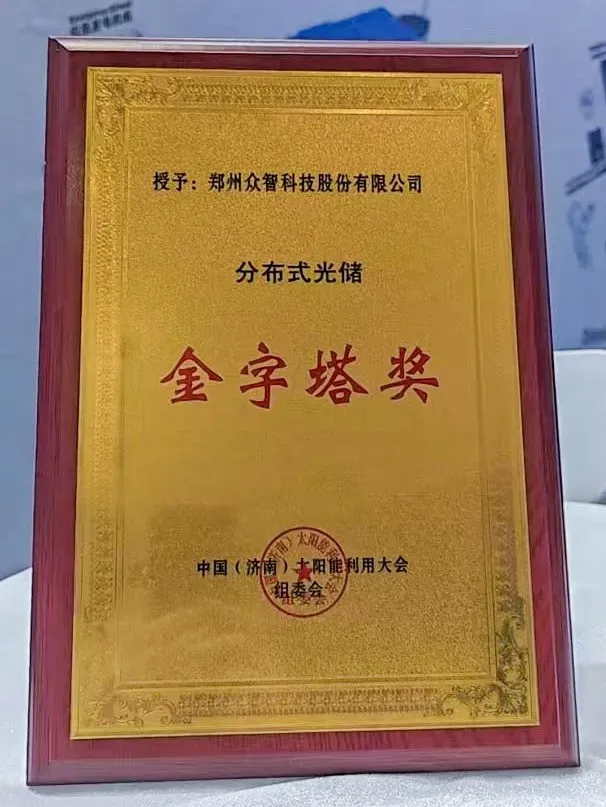 授予：郑州众智科技股份有限公司
分布式光储
金字塔奖
中国（济南）太阳能利用大会
组委会